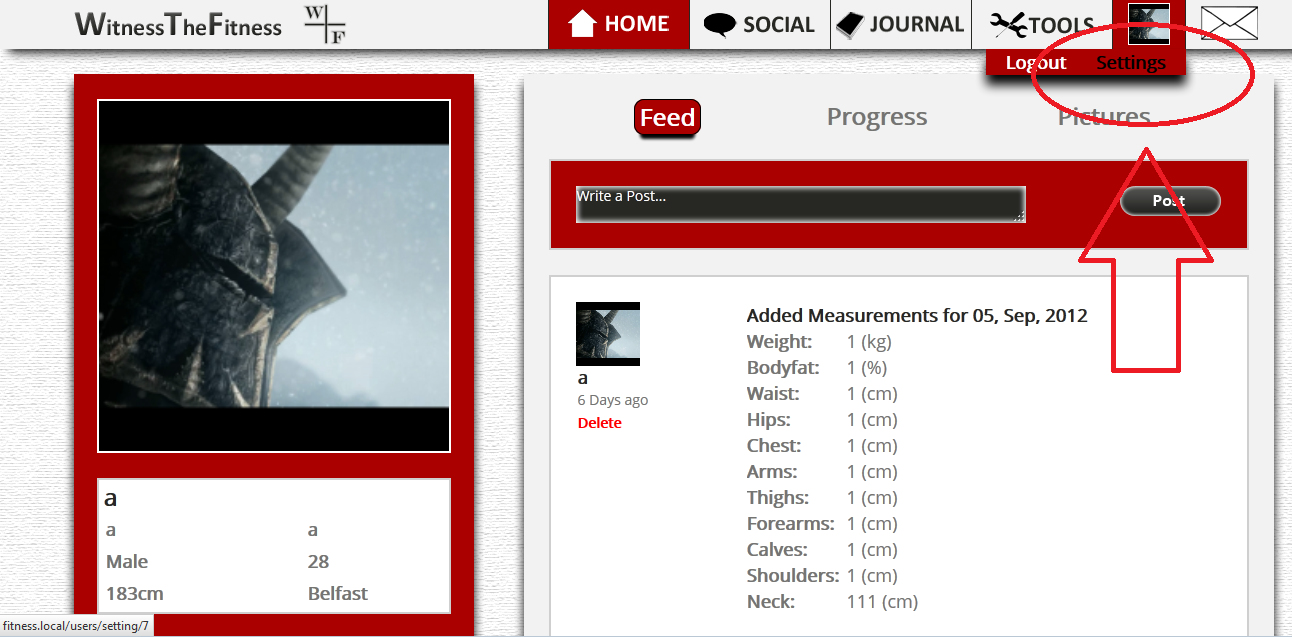 WitnessTheFitness W F HOME SOCIAL JOURNAL TOOLS
Logout Settings
Feed Progress Pictures
Write a Post...
Post
Added Measurements for 05, Sep, 2012
Weight: 1 (kg)
Bodyfat: 1 (%)
Waist: 1 (cm)
Hips: 1 (cm)
Chest: 1 (cm)
Arms: 1 (cm)
Thighs: 1 (cm)
Forearms: 1 (cm)
Calves: 1 (cm)
Shoulders: 1 (cm)
Neck: 111 (cm)
a
6 Days ago
Delete
a
a a
Male 28
183cm Belfast
fitness.local/users/setting/7